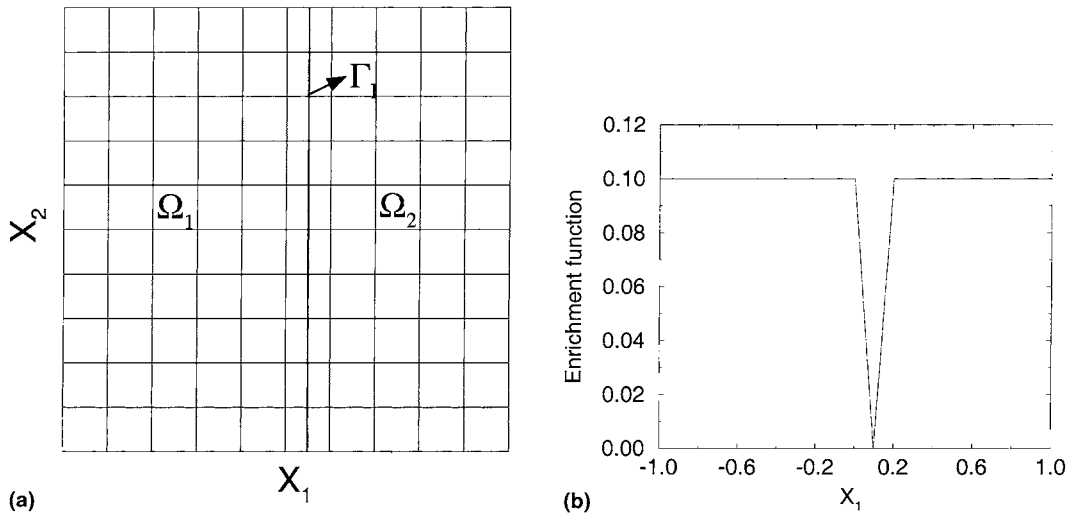 Γ₁
Ω₁
Ω₂
X₂
X₁
(a)
0.12
0.10
0.08
0.06
0.04
0.02
0.00
Enrichment function
-1.0 -0.6 -0.2 0.2 0.6 1.0
X₁
(b)